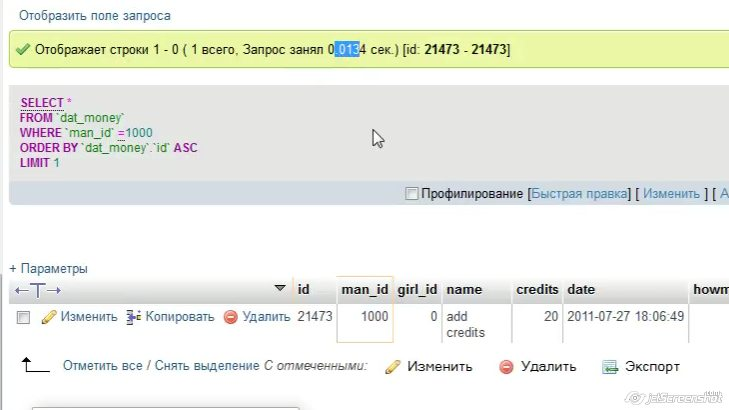 Отобразить поле запроса
Отображает строки 1 - 0 ( 1 всего, Запрос занял 0.0134 сек.) [id: 21473 - 21473]
SELECT *
FROM `dat_money`
WHERE `man_id` =1000
ORDER BY `dat_money`.`id` ASC
LIMIT 1
Профилирование [Быстрая правка] [ Изменить ] [
+ Параметры
←T→ id man_id girl_id name credits date howm
Изменить Копировать Удалить 21473 1000 0 add credits 20 2011-07-27 18:06:49
Отметить все / Снять выделение С отмеченными: Изменить Удалить Экспорт
jetScreenshot